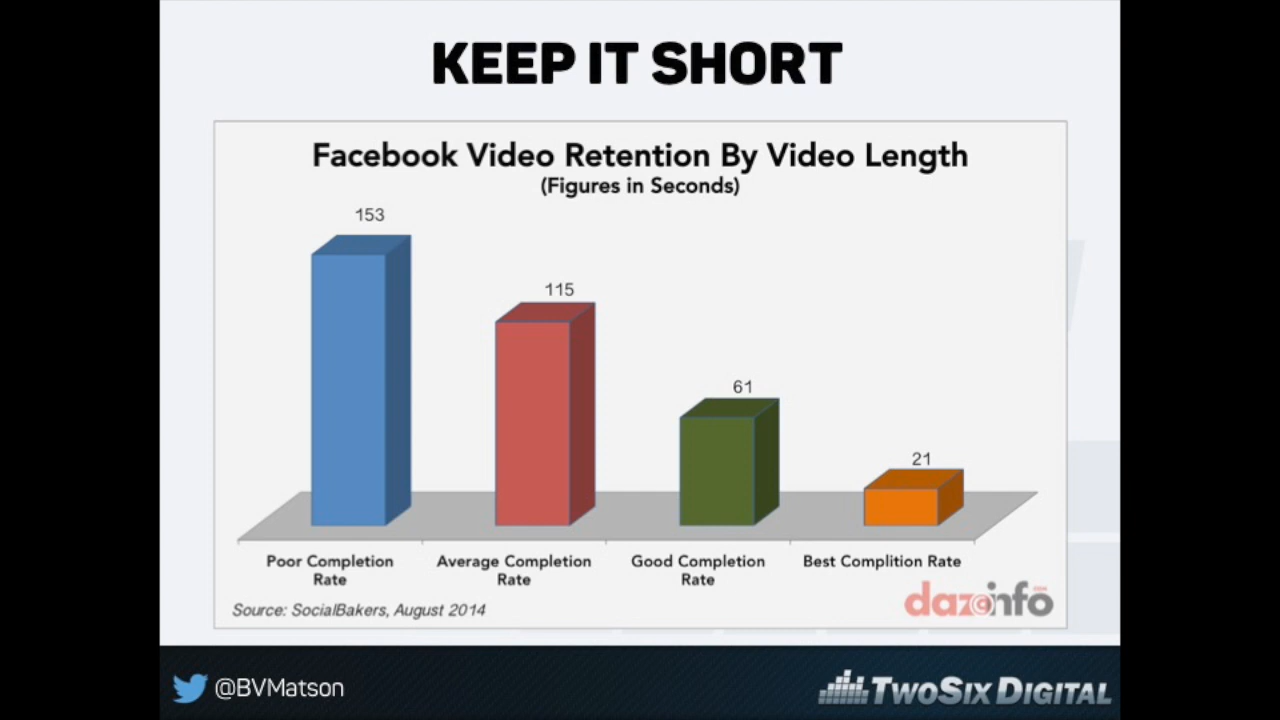 KEEP IT SHORT
Facebook Video Retention By Video Length
(Figures in Seconds)
153
115
61
21
Poor Completion
Rate
Average Completion
Rate
Good Completion
Rate
Best Complition Rate
Source: SocialBakers, August 2014
dazeinfo
@BVMatson
TWOSIX DIGITAL